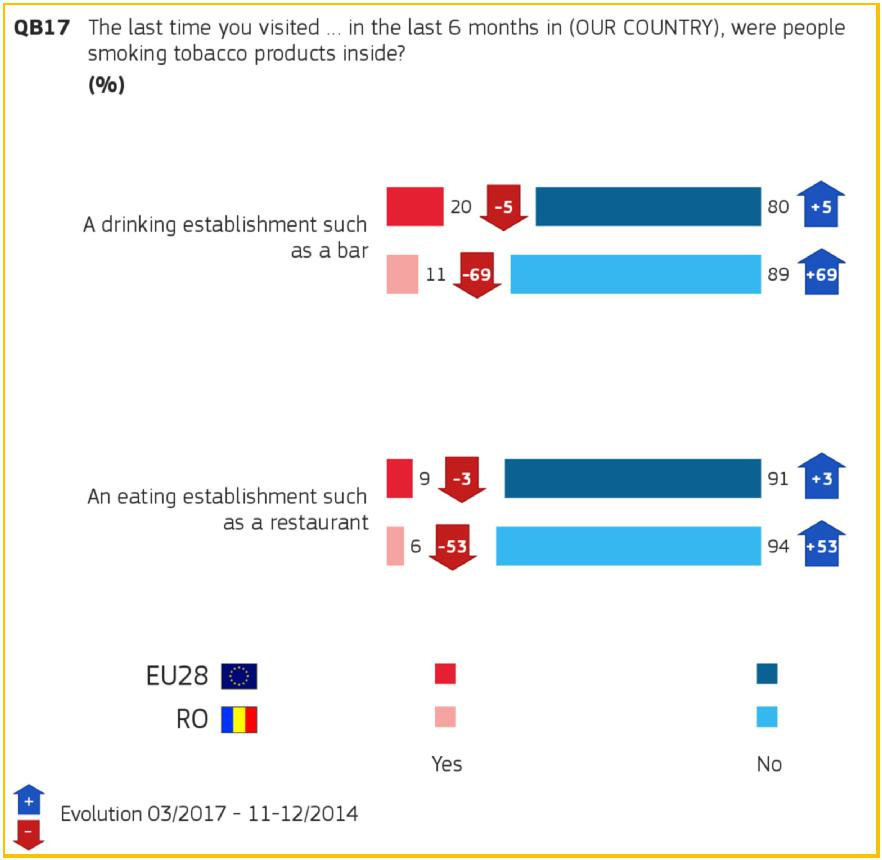 QB17 The last time you visited ... in the last 6 months in (OUR COUNTRY), were people
smoking tobacco products inside?
(%)
A drinking establishment such
as a bar
20 -5 80 +5
11 -69 89 +69
An eating establishment such
as a restaurant
9 -3 91 +3
6 -53 94 +53
EU28
RO
Yes No
+
Evolution 03/2017 - 11-12/2014
-